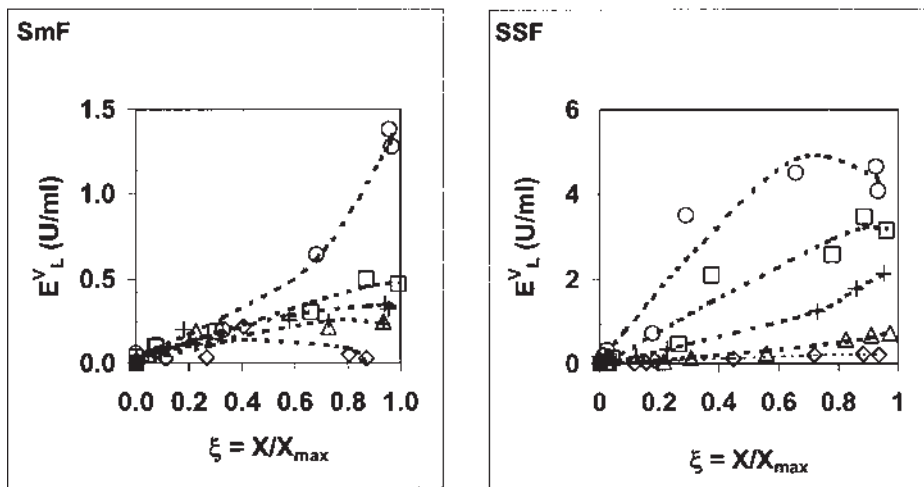 SmF
1.5
1.0
0.5
0.0
E^V_L (U/ml)
0.0 0.2 0.4 0.6 0.8 1.0
ξ = X/X_max
SSF
6
4
2
0
E^V_L (U/ml)
0 0.2 0.4 0.6 0.8 1
ξ = X/X_max